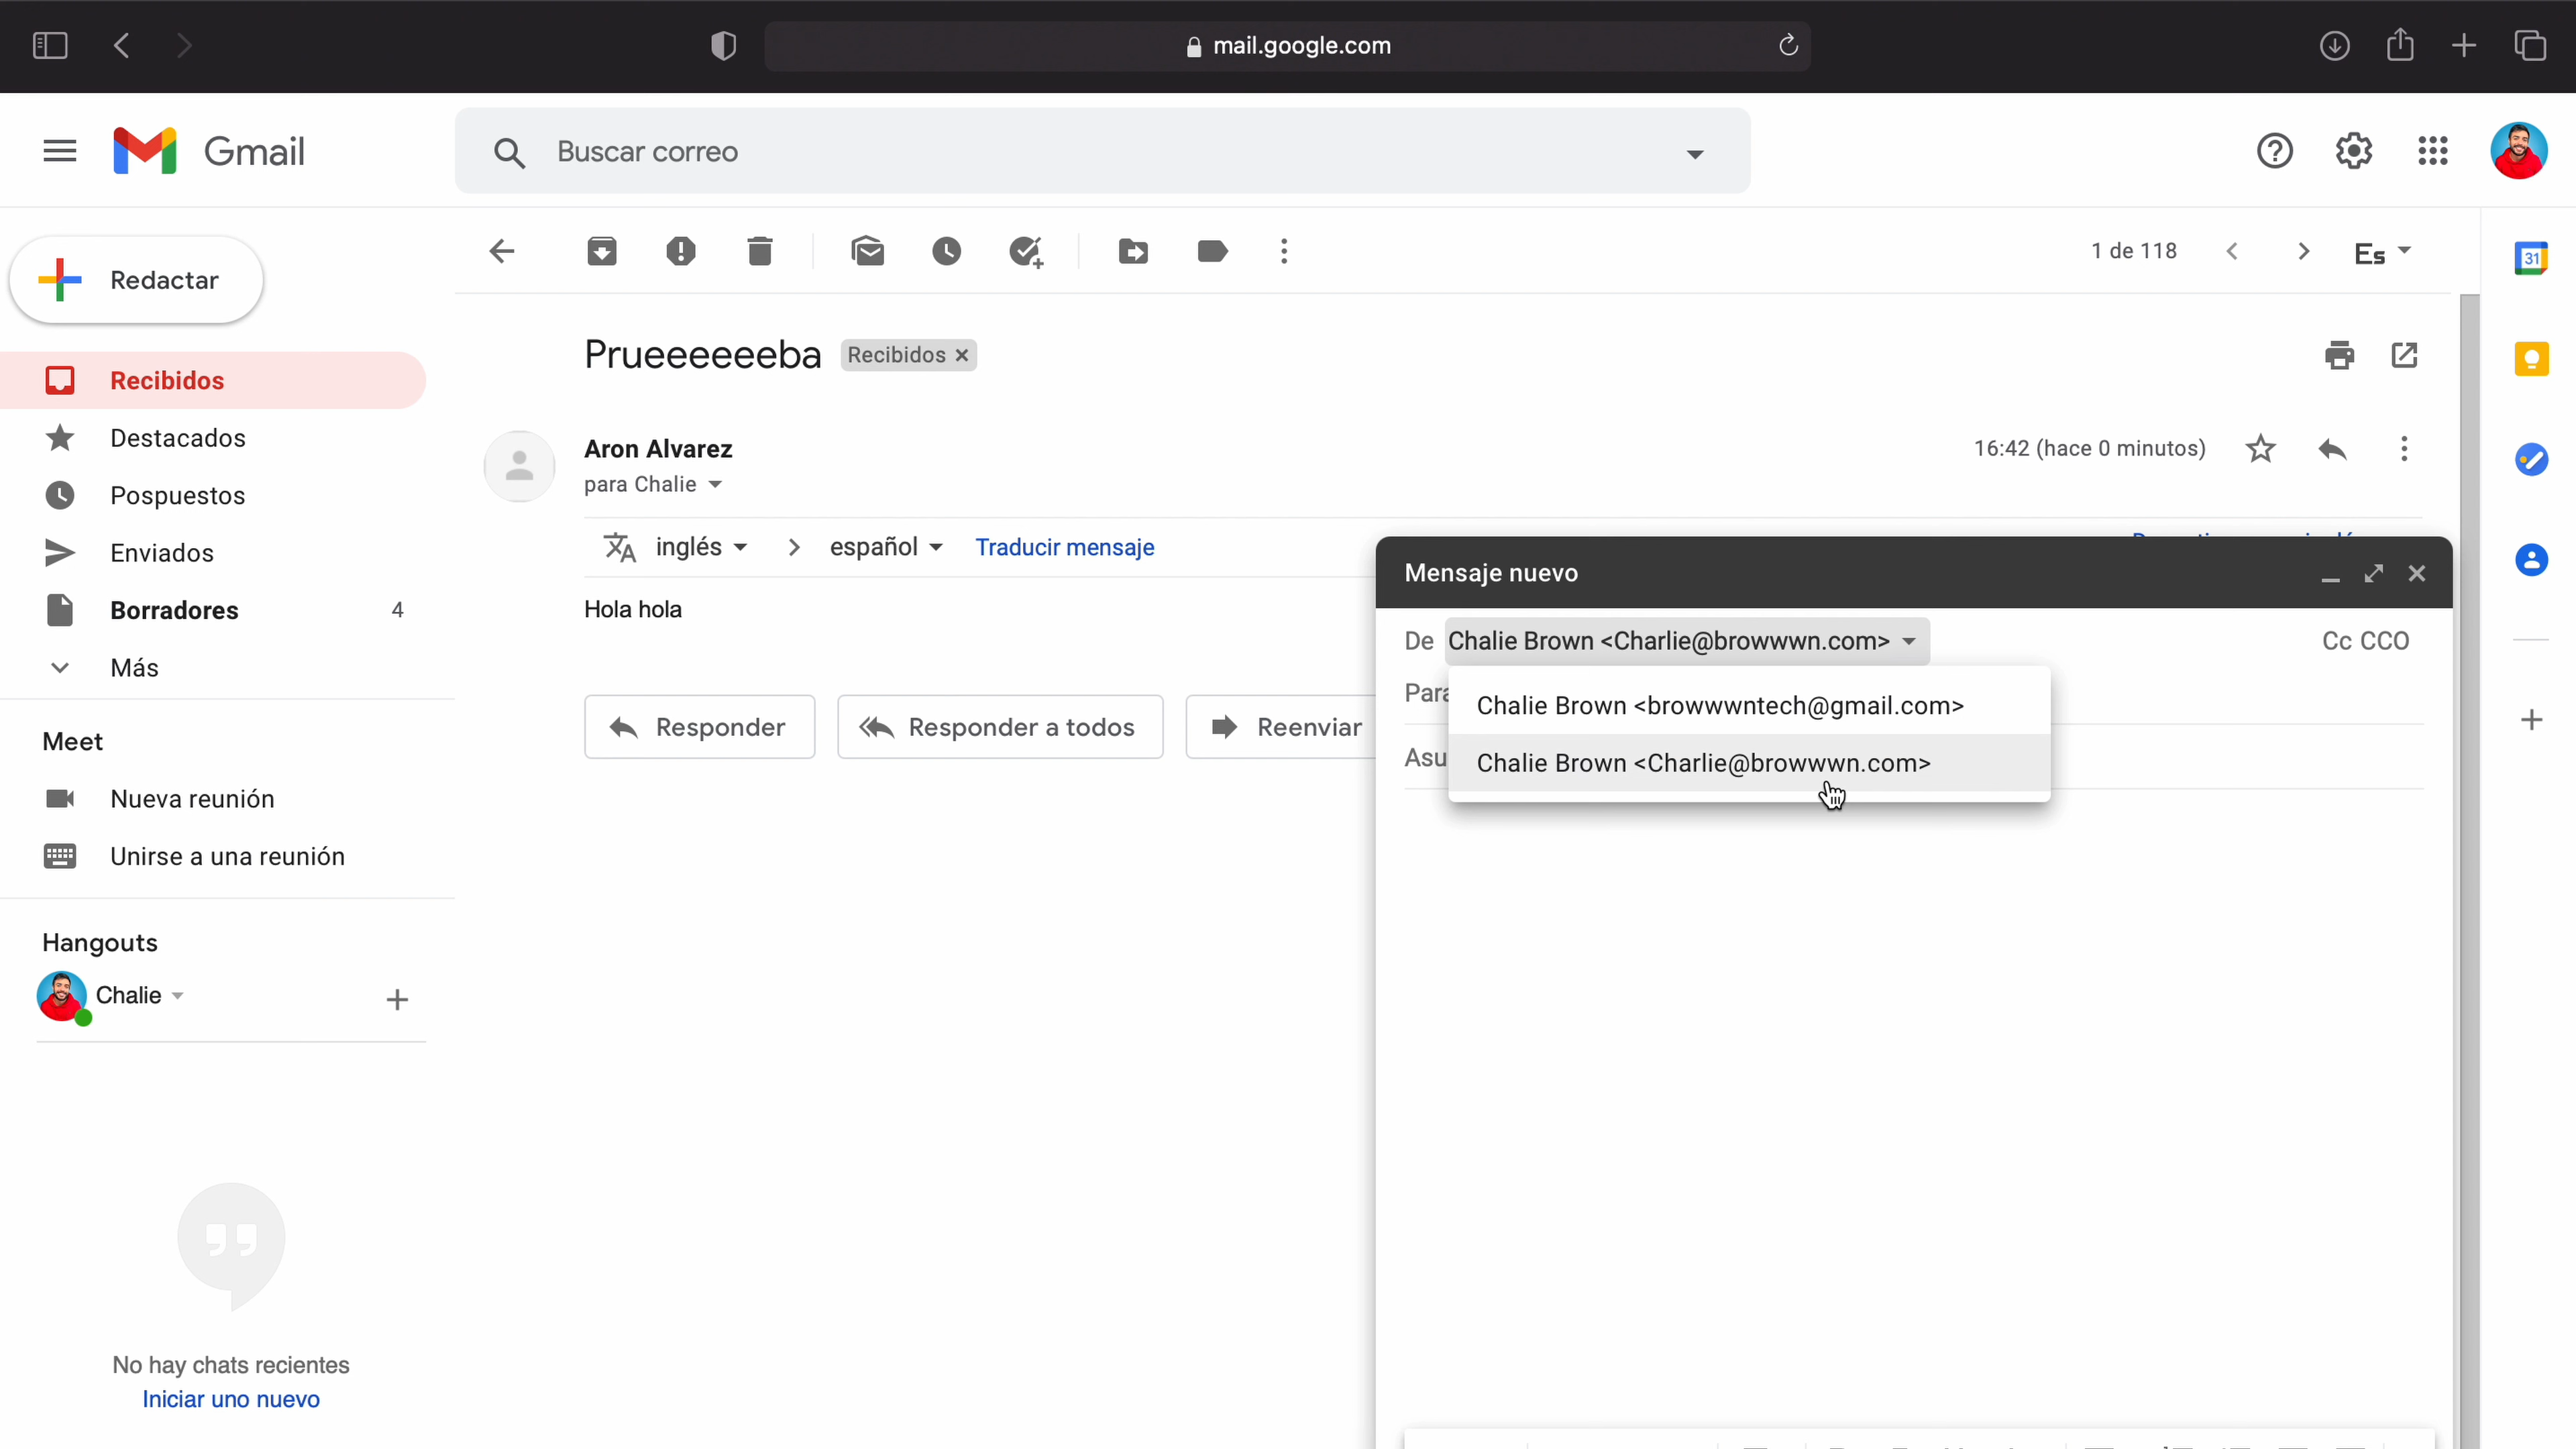 mail.google.com
Gmail
Buscar correo
Redactar
1 de 118
Es
Recibidos
Destacados
Pospuestos
Enviados
Borradores 4
Más
Meet
Nueva reunión
Unirse a una reunión
Hangouts
Chalie
No hay chats recientes
Iniciar uno nuevo
Prueeeeeeba Recibidos
Aron Alvarez
16:42 (hace 0 minutos)
para Chalie
inglés español Traducir mensaje
Hola hola
Responder Responder a todos Reenviar
Mensaje nuevo
De Chalie Brown <Charlie@browwwn.com> Cc CCO
Para
Chalie Brown <browwwntech@gmail.com>
Asu
Chalie Brown <Charlie@browwwn.com>
31